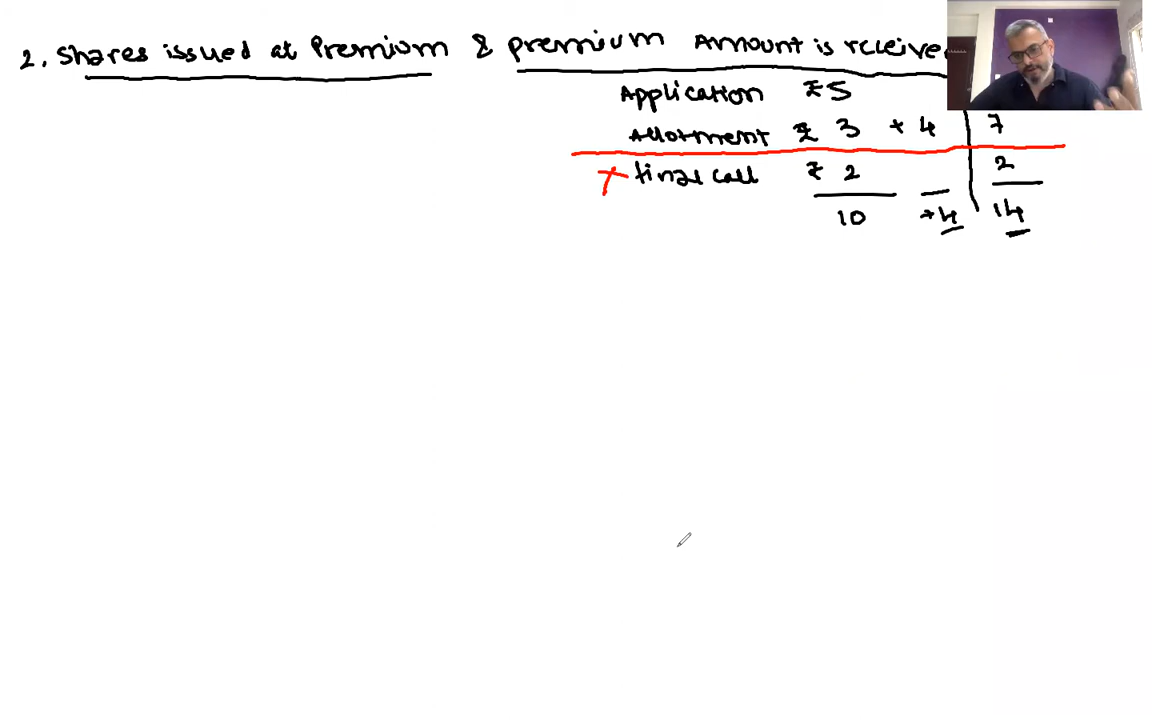 2. Shares issued at Premium & premium Amount is receive
Application ₹5
Allotment ₹ 3 + 4 7
x final call ₹ 2 — 2
10 +4 14